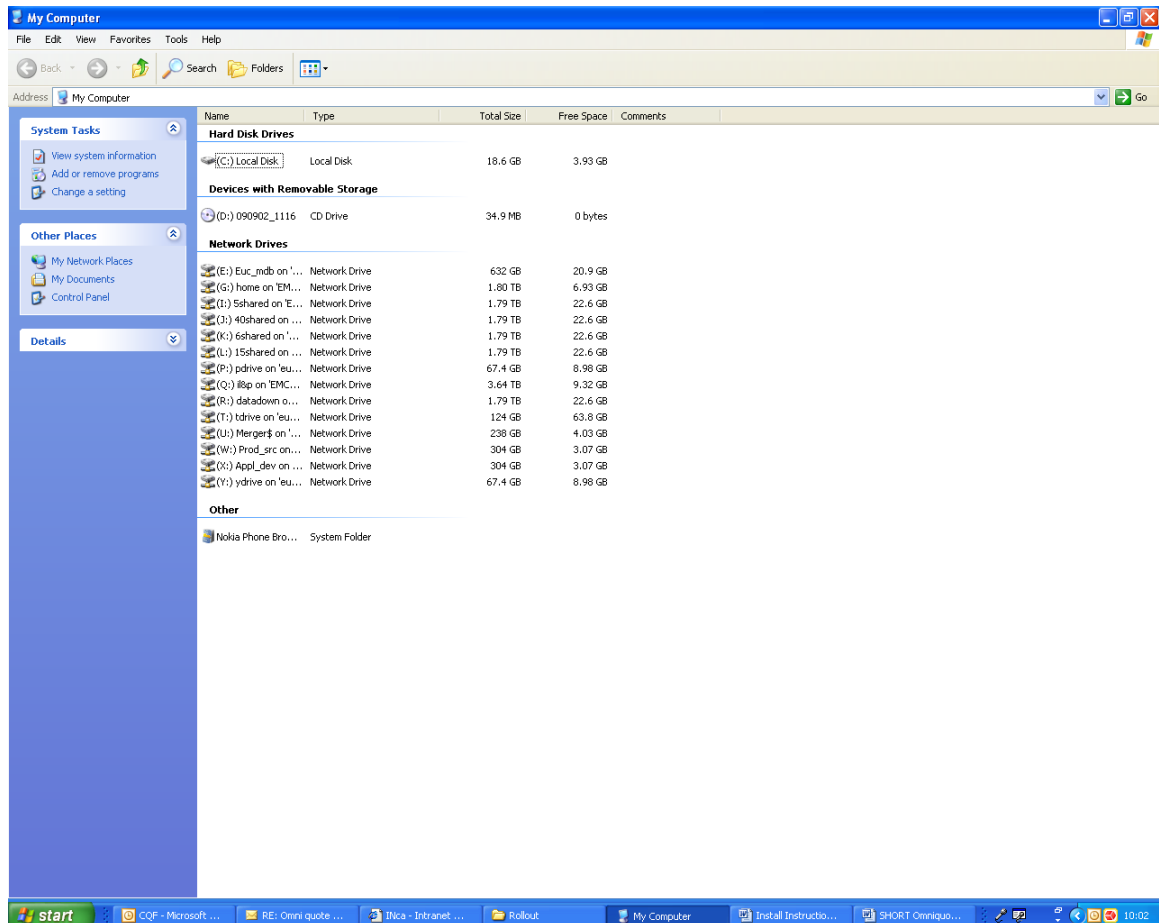 My Computer
File Edit View Favorites Tools Help
Back Search Folders
Address My Computer Go
System Tasks
View system information
Add or remove programs
Change a setting
Other Places
My Network Places
My Documents
Control Panel
Details
Name Type Total Size Free Space Comments
Hard Disk Drives
(C:) Local Disk Local Disk 18.6 GB 3.93 GB
Devices with Removable Storage
(D:) 090902_1116 CD Drive 34.9 MB 0 bytes
Network Drives
(E:) Euc_mdb on '... Network Drive 632 GB 20.9 GB
(G:) home on 'EM... Network Drive 1.80 TB 6.93 GB
(I:) 5shared on 'E... Network Drive 1.79 TB 22.6 GB
(J:) 40shared on ... Network Drive 1.79 TB 22.6 GB
(K:) 6shared on '... Network Drive 1.79 TB 22.6 GB
(L:) 15shared on ... Network Drive 1.79 TB 22.6 GB
(P:) pdrive on 'eu... Network Drive 67.4 GB 8.98 GB
(Q:) il&p on 'EMC... Network Drive 3.64 TB 9.32 GB
(R:) datadown o... Network Drive 1.79 TB 22.6 GB
(T:) tdrive on 'eu... Network Drive 124 GB 63.8 GB
(U:) Merger$ on '... Network Drive 238 GB 4.03 GB
(W:) Prod_src on... Network Drive 304 GB 3.07 GB
(X:) Appl_dev on ... Network Drive 304 GB 3.07 GB
(Y:) ydrive on 'eu... Network Drive 67.4 GB 8.98 GB
Other
Nokia Phone Bro... System Folder
start CQF - Microsoft ... RE: Omni quote ... INca - Intranet ... Rollout My Computer Install Instructio... SHORT Omniquo... 10:02